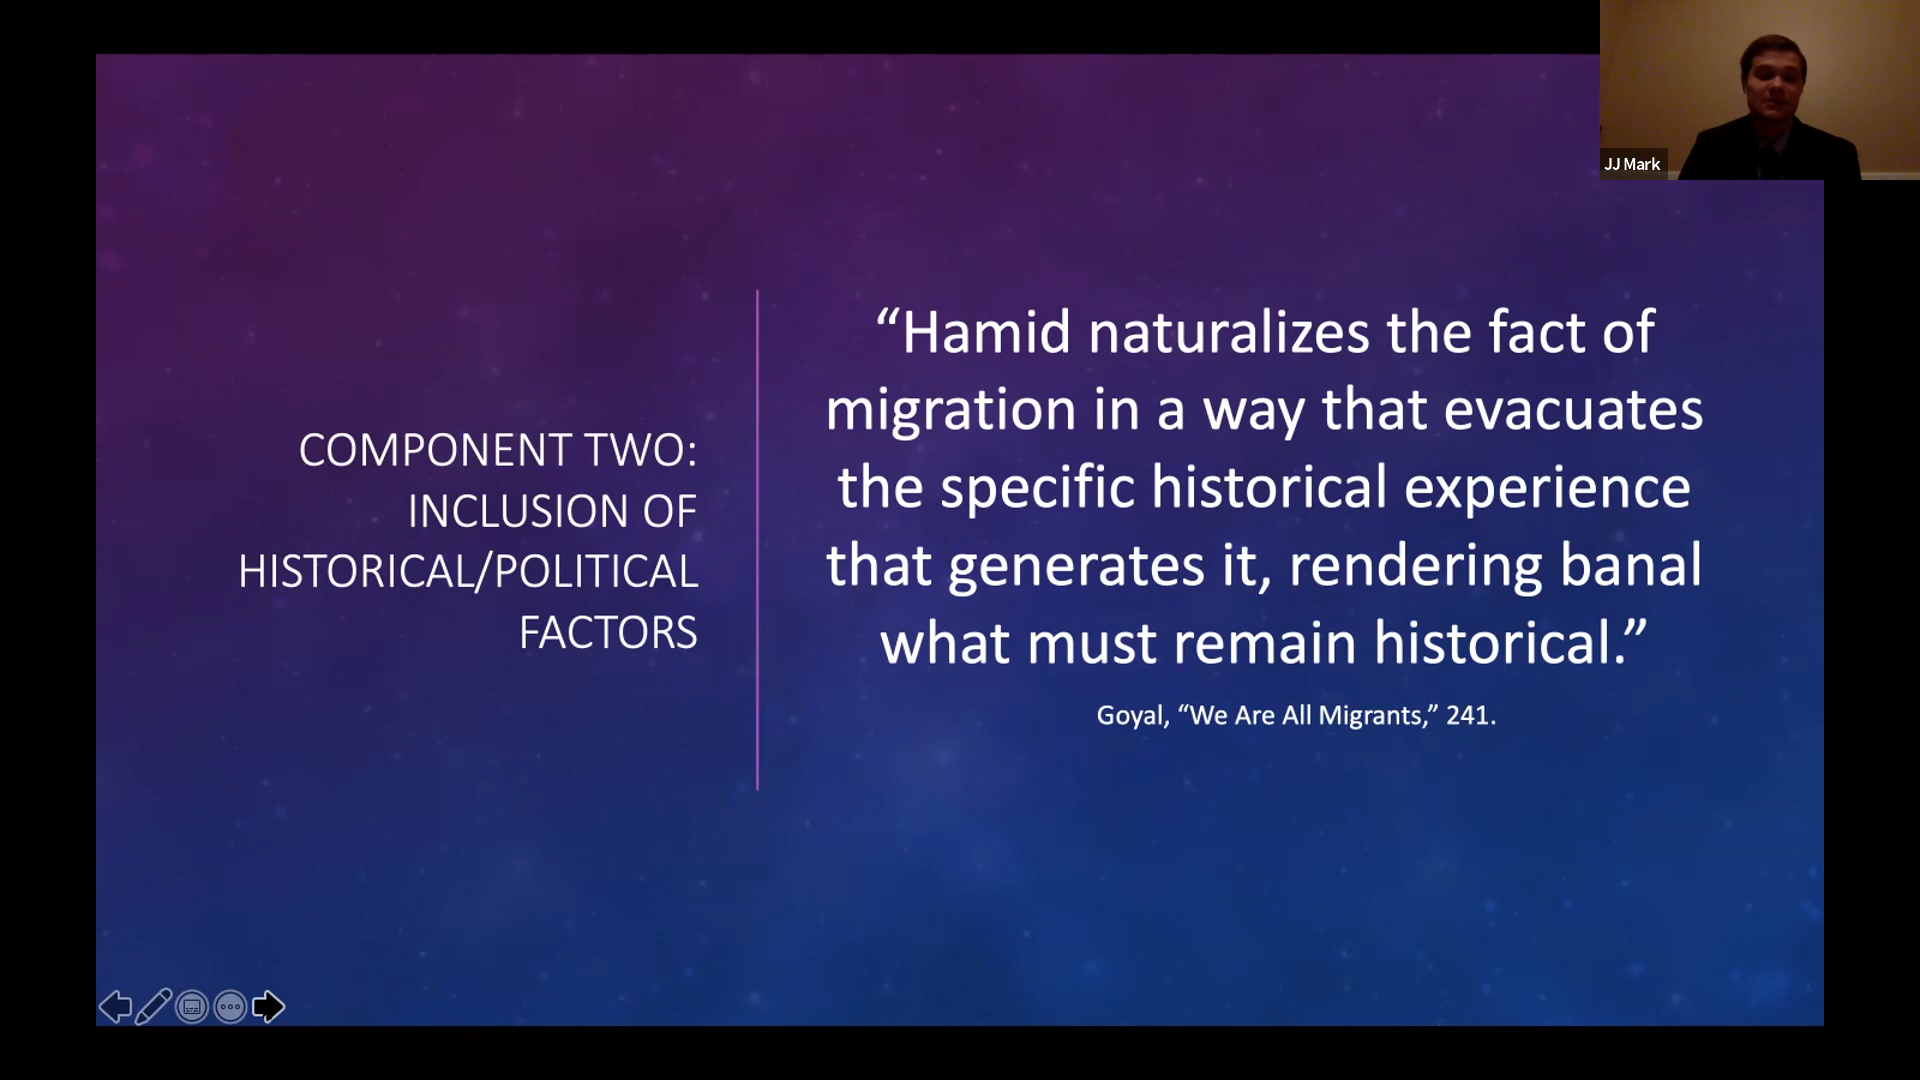 JJ Mark
COMPONENT TWO:
INCLUSION OF
HISTORICAL/POLITICAL
FACTORS
“Hamid naturalizes the fact of
migration in a way that evacuates
the specific historical experience
that generates it, rendering banal
what must remain historical.”
Goyal, “We Are All Migrants,” 241.